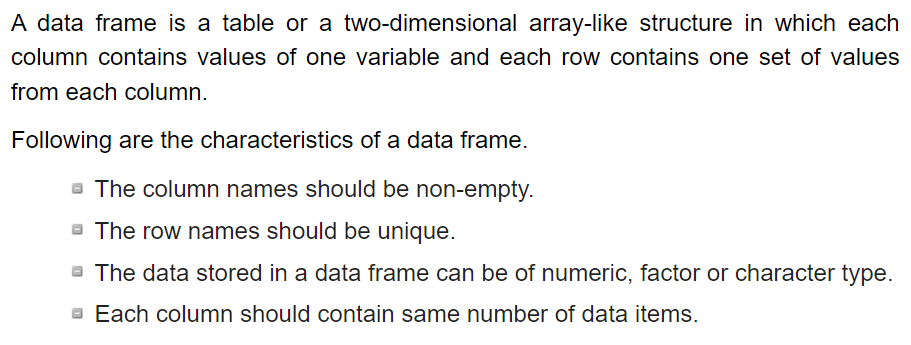 A data frame is a table or a two-dimensional array-like structure in which each
column contains values of one variable and each row contains one set of values
from each column.
Following are the characteristics of a data frame.
The column names should be non-empty.
The row names should be unique.
The data stored in a data frame can be of numeric, factor or character type.
Each column should contain same number of data items.